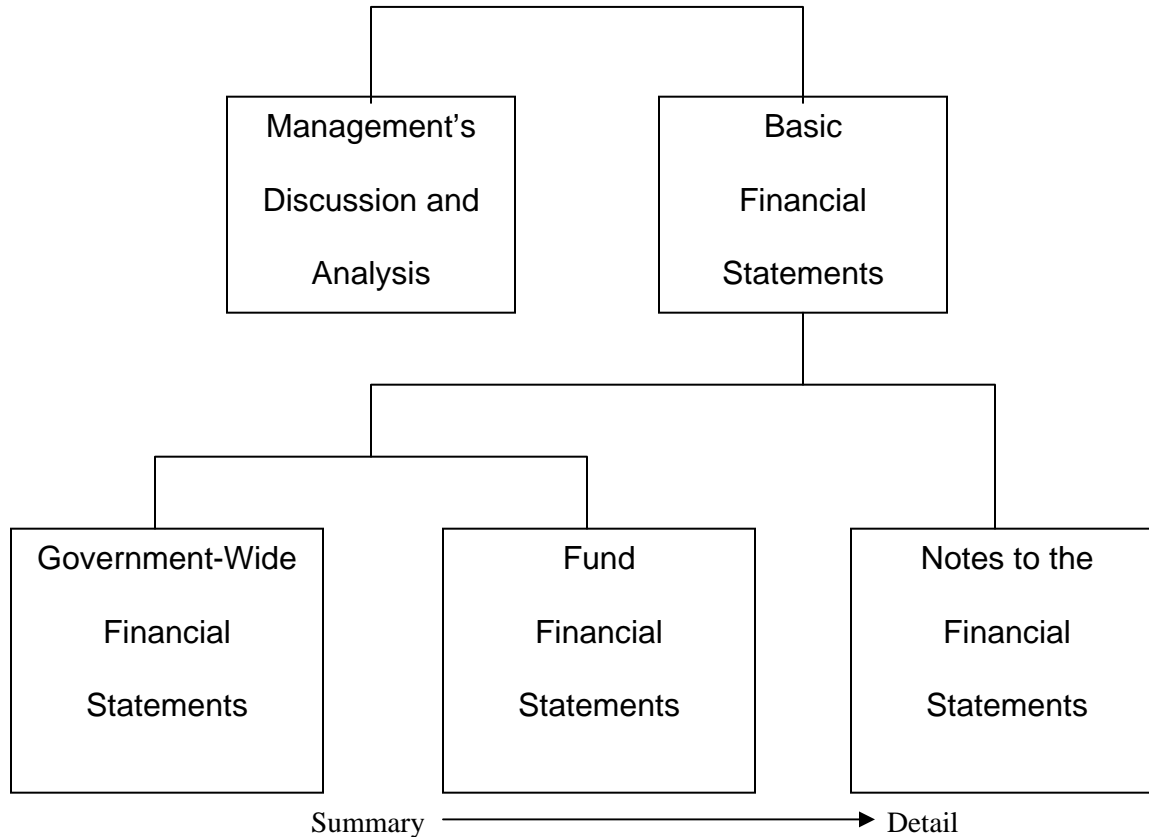 Management’s
Discussion and
Analysis
Basic
Financial
Statements
Government-Wide
Financial
Statements
Fund
Financial
Statements
Notes to the
Financial
Statements
Summary
Detail